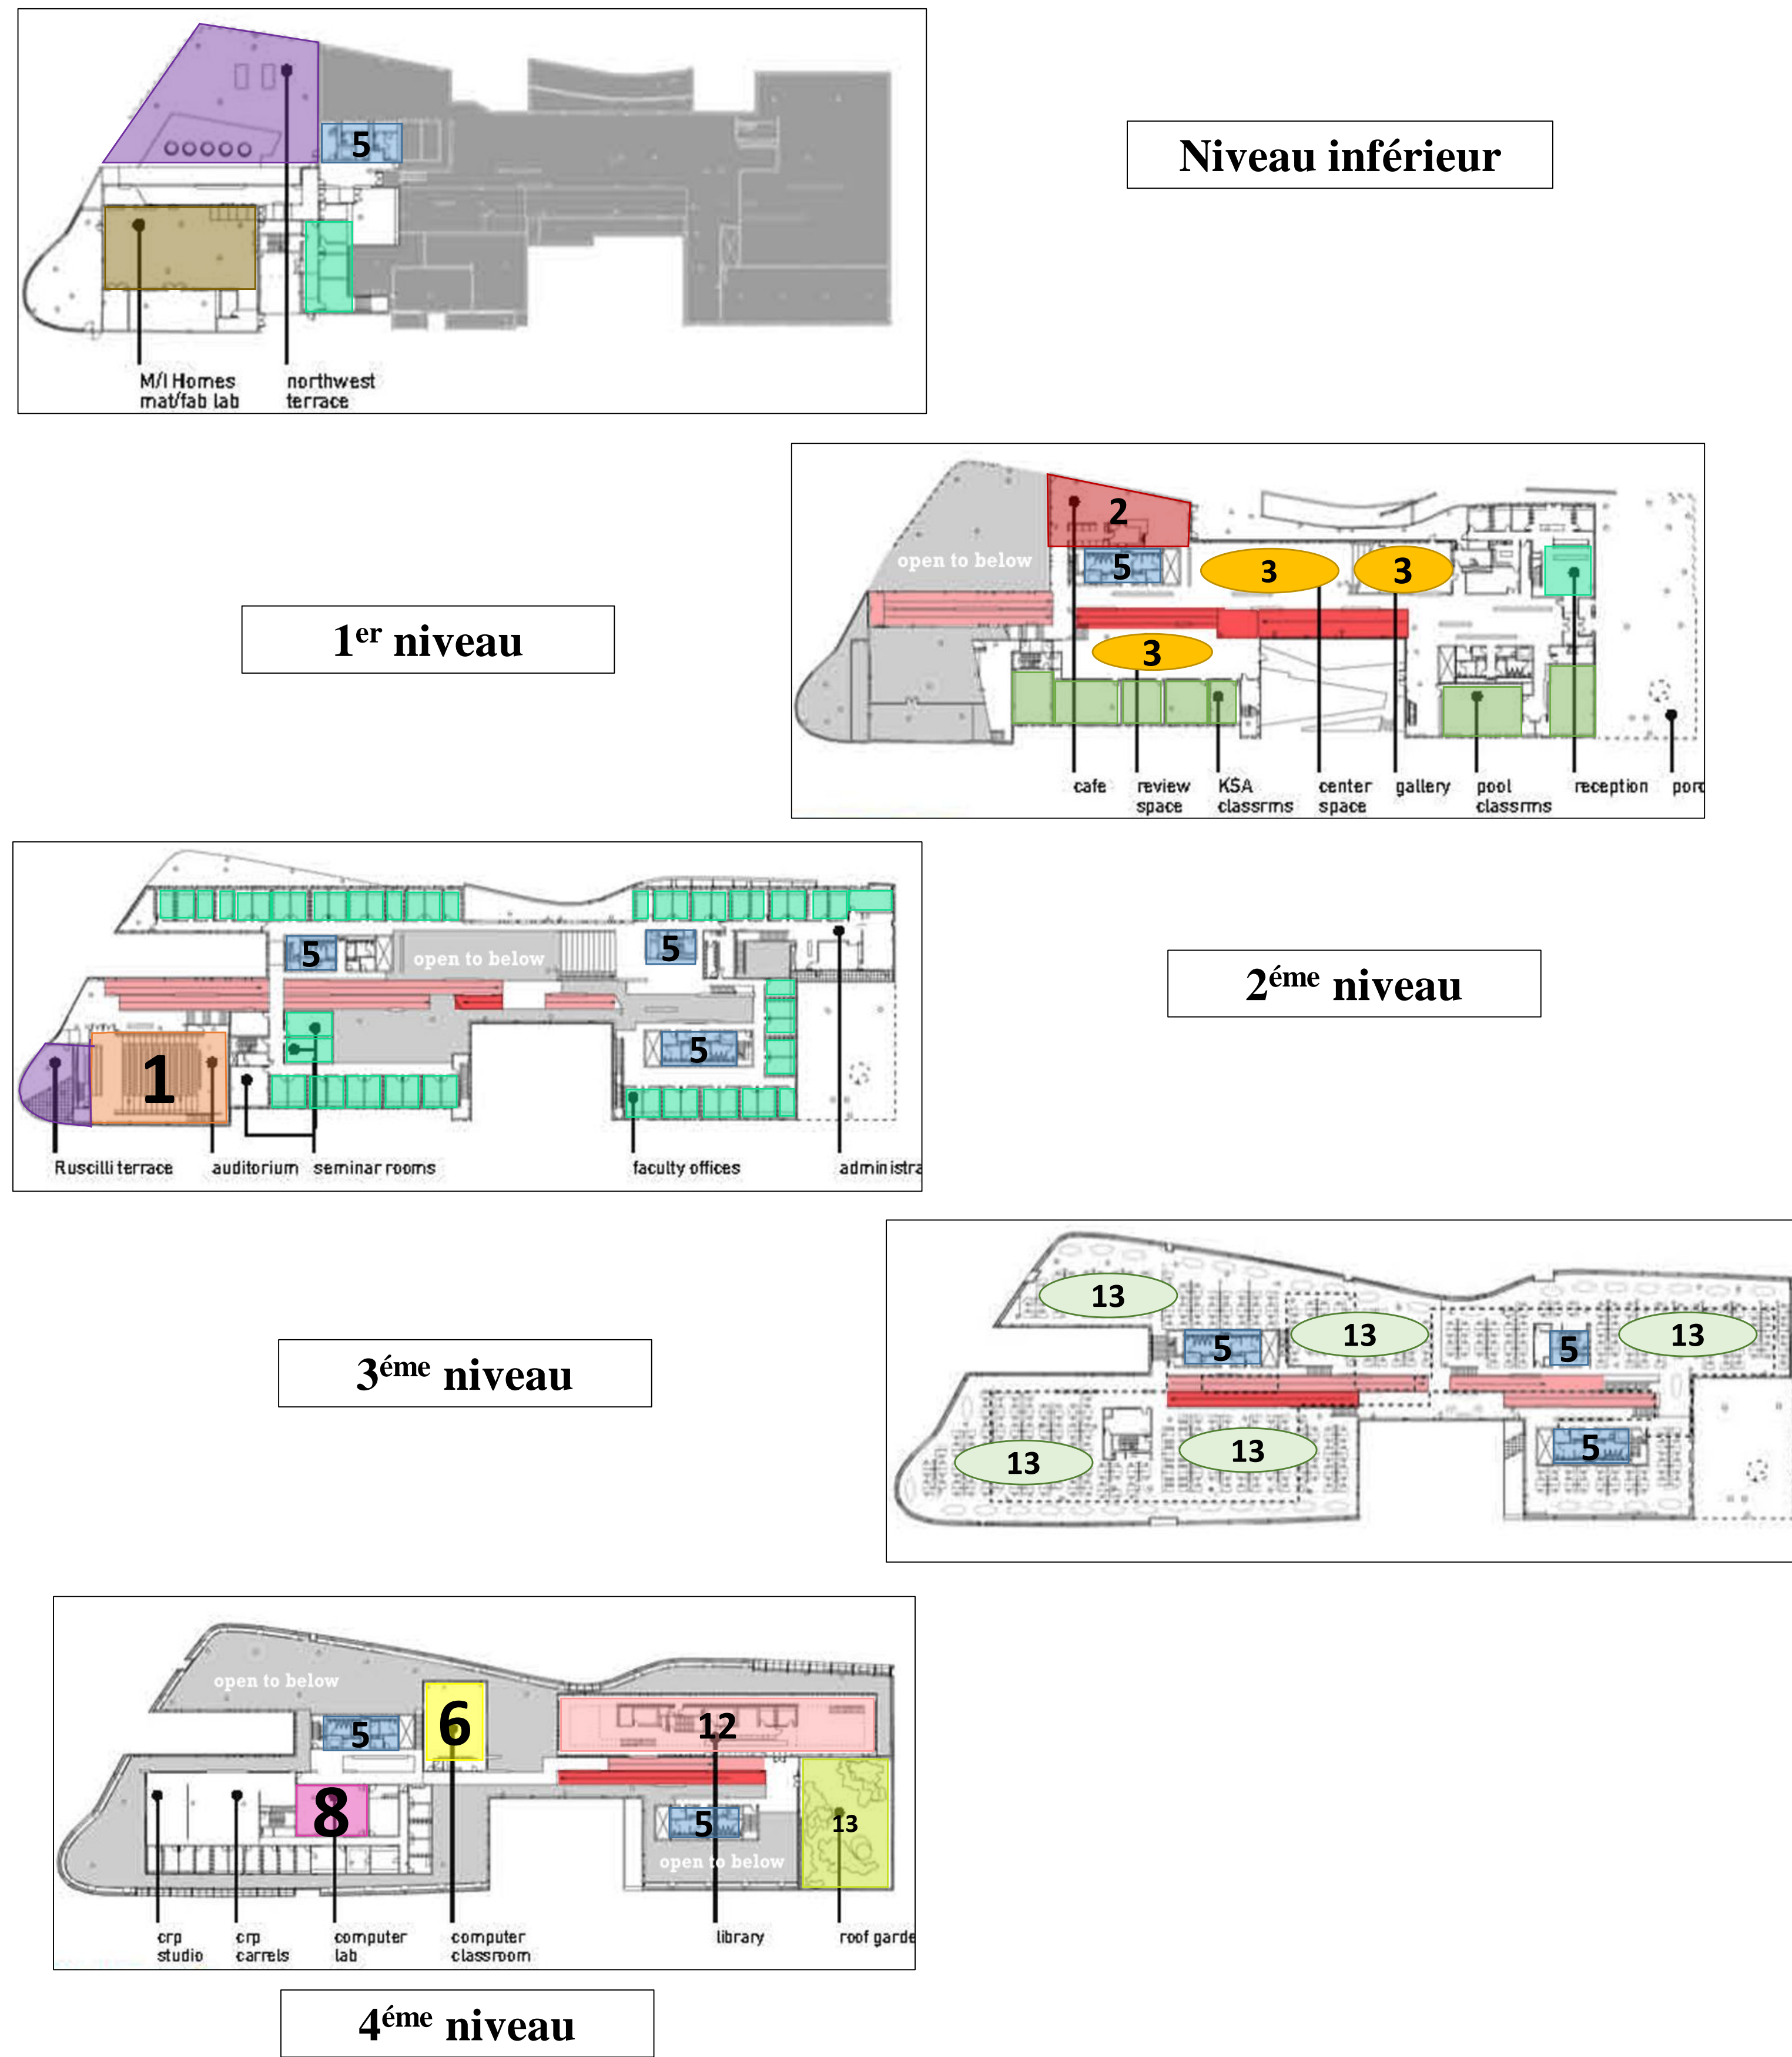 5
Niveau inférieur
M/I Homes
mat/fab lab
northwest
terrace
2
open to below
5
3
3
1er niveau
3
cafe
review
space
KSA
classrms
center
space
gallery
pool
classrms
reception
porc
5
open to below
5
2éme niveau
5
1
Ruscilli terrace
auditorium
seminar rooms
faculty offices
administra
13
13
13
5
5
3éme niveau
13
13
5
open to below
6
12
5
8
5
13
open to below
crp
studio
crp
carrels
computer
lab
computer
classroom
library
roof garde
4éme niveau